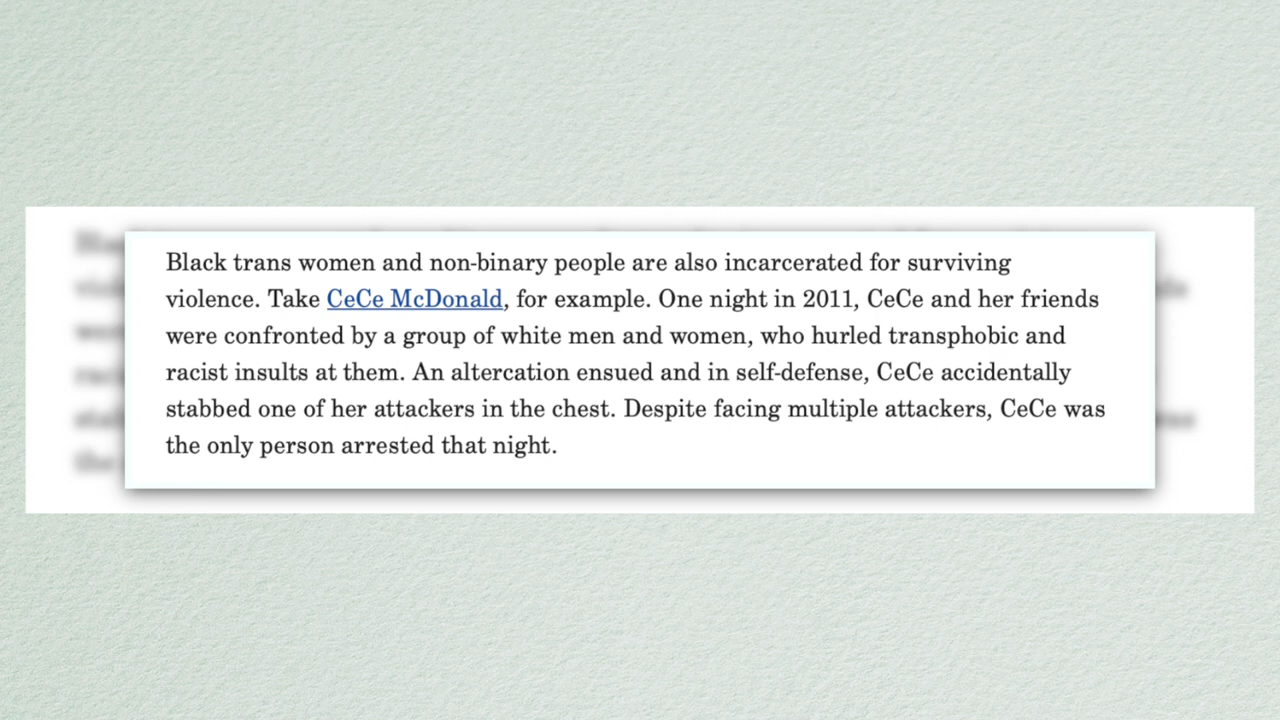 Black trans women and non-binary people are also incarcerated for surviving
violence. Take CeCe McDonald, for example. One night in 2011, CeCe and her friends
were confronted by a group of white men and women, who hurled transphobic and
racist insults at them. An altercation ensued and in self-defense, CeCe accidentally
stabbed one of her attackers in the chest. Despite facing multiple attackers, CeCe was
the only person arrested that night.